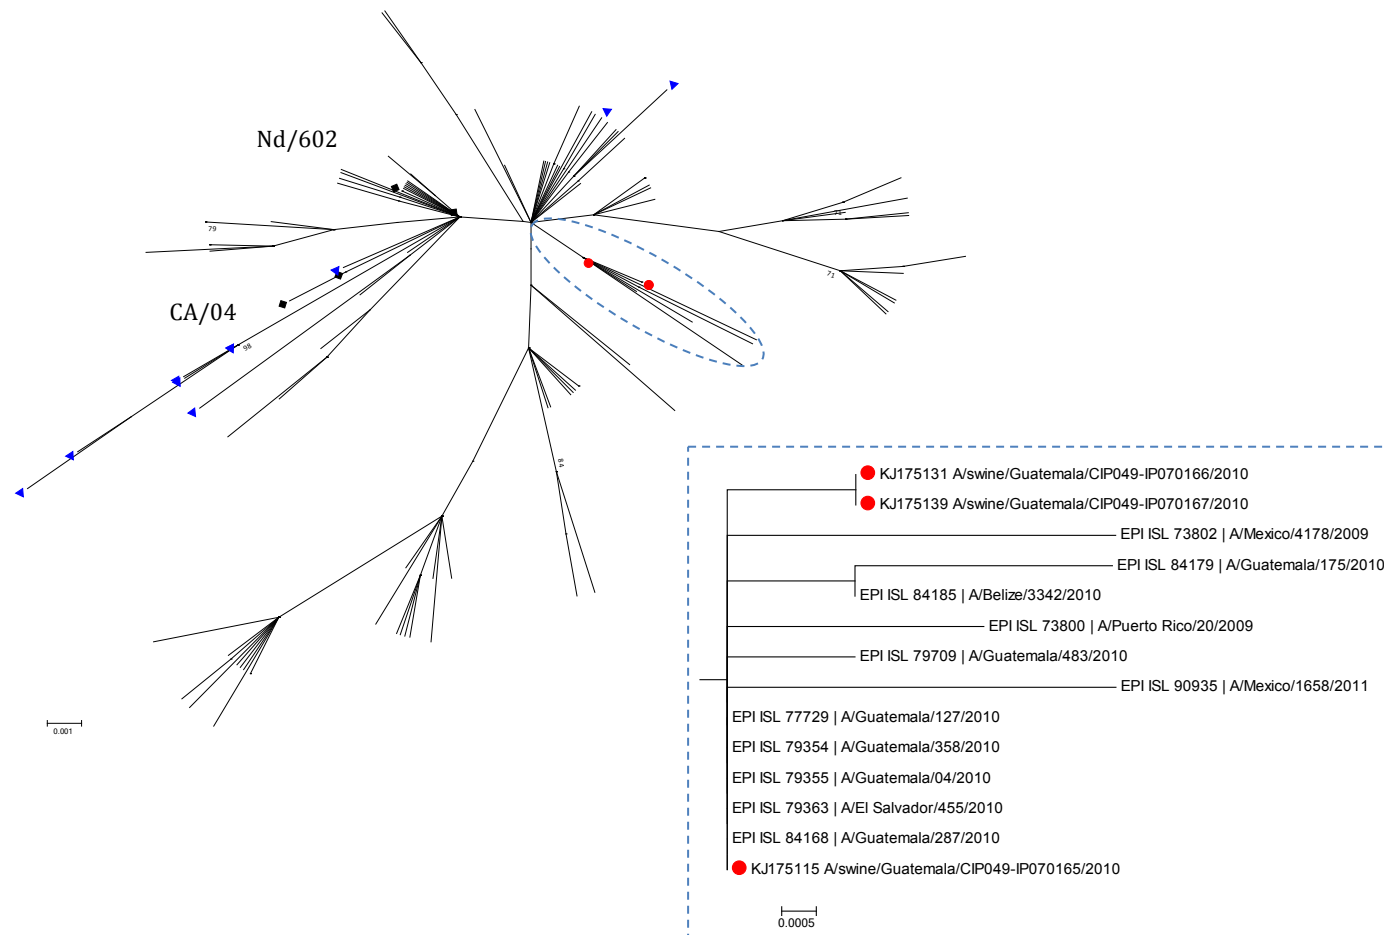 Nd/602
74
79
71
CA/04
98
84
0.001
KJ175131 A/swine/Guatemala/CIP049-IP070166/2010
KJ175139 A/swine/Guatemala/CIP049-IP070167/2010
EPI ISL 73802 | A/Mexico/4178/2009
EPI ISL 84179 | A/Guatemala/175/2010
EPI ISL 84185 | A/Belize/3342/2010
EPI ISL 73800 | A/Puerto Rico/20/2009
EPI ISL 79709 | A/Guatemala/483/2010
EPI ISL 90935 | A/Mexico/1658/2011
EPI ISL 77729 | A/Guatemala/127/2010
EPI ISL 79354 | A/Guatemala/358/2010
EPI ISL 79355 | A/Guatemala/04/2010
EPI ISL 79363 | A/El Salvador/455/2010
EPI ISL 84168 | A/Guatemala/287/2010
KJ175115 A/swine/Guatemala/CIP049-IP070165/2010
0.0005